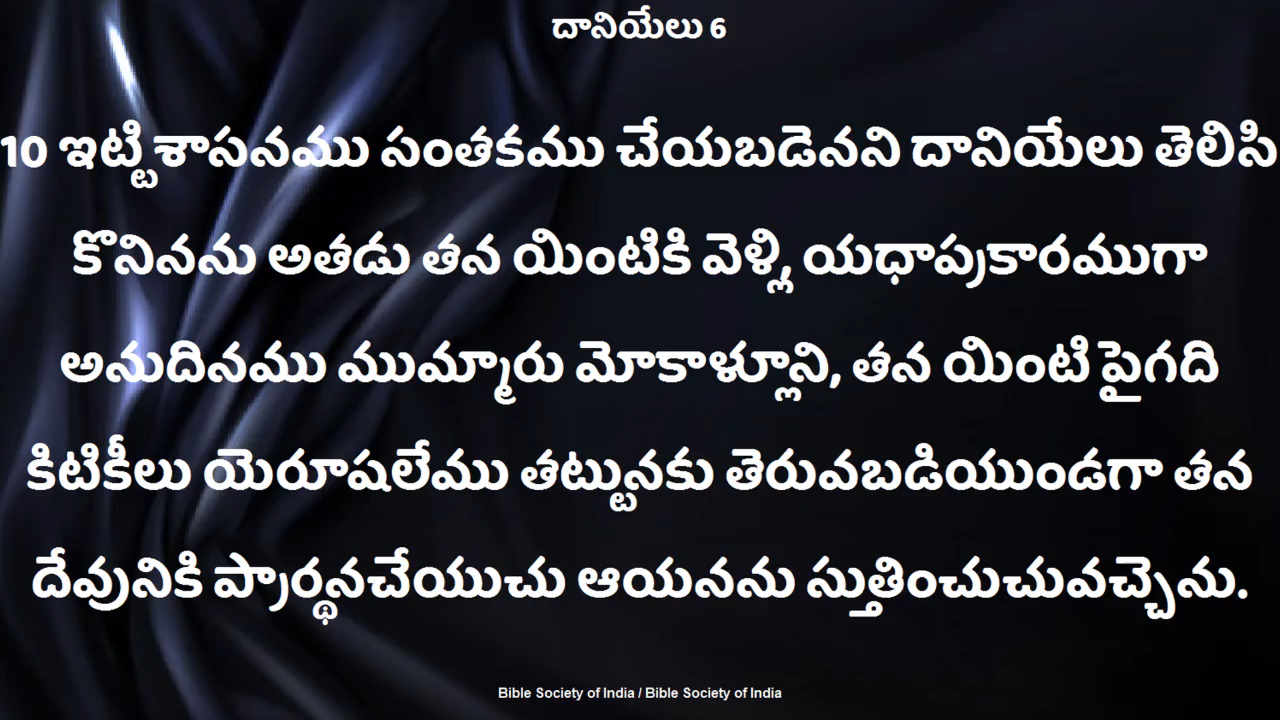 దానియేలు 6
10 ఇట్టి శాసనము సంతకము చేయబడెనని దానియేలు తెలిసి
కొనినను అతడు తన యింటికి వెళ్లి, యధాప్రకారముగా
అనుదినము ముమ్మారు మోకాళ్లూని, తన యింటి పైగది
కిటికీలు యెరూషలేము తట్టునకు తెరువబడియుండగా తన
దేవునికి ప్రార్థనచేయుచు ఆయనను స్తుతించుచువచ్చెను.
Bible Society of India / Bible Society of India